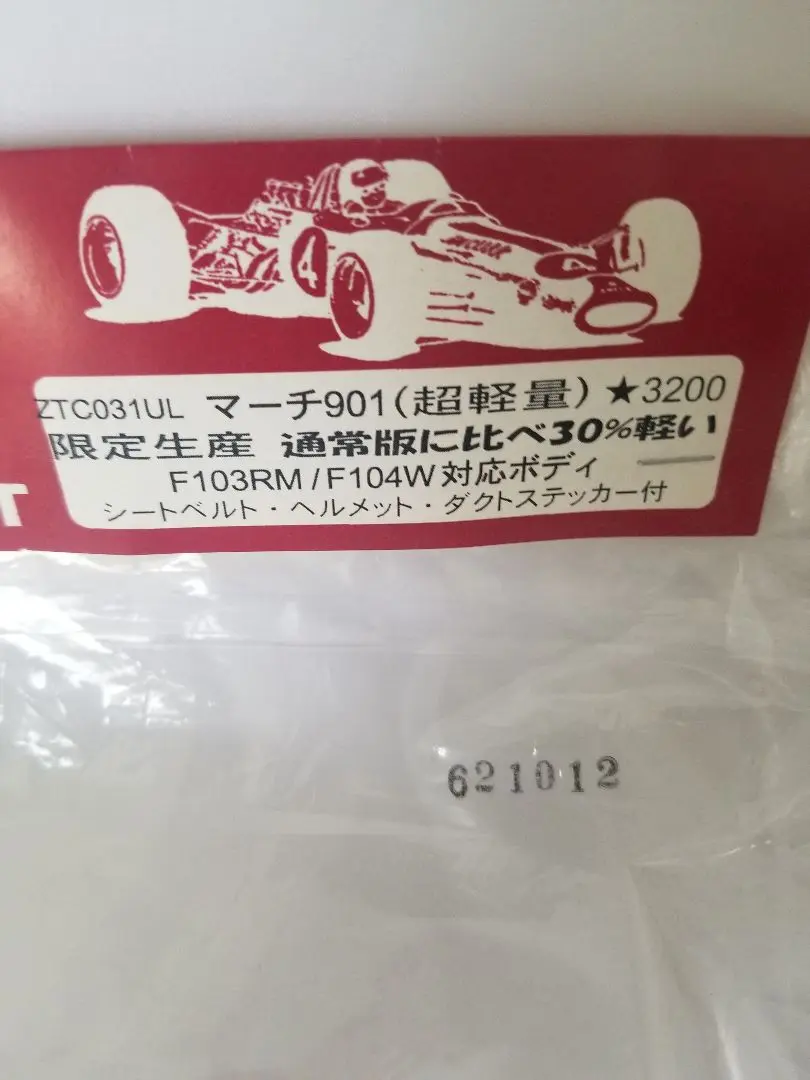 4
ZTC031UL マーチ901(超軽量) ★3200
限定生産 通常版に比べ30%軽い
F103RM/F104W対応ボディ
シートベルト・ヘルメット・ダクトステッカー付
T
621012